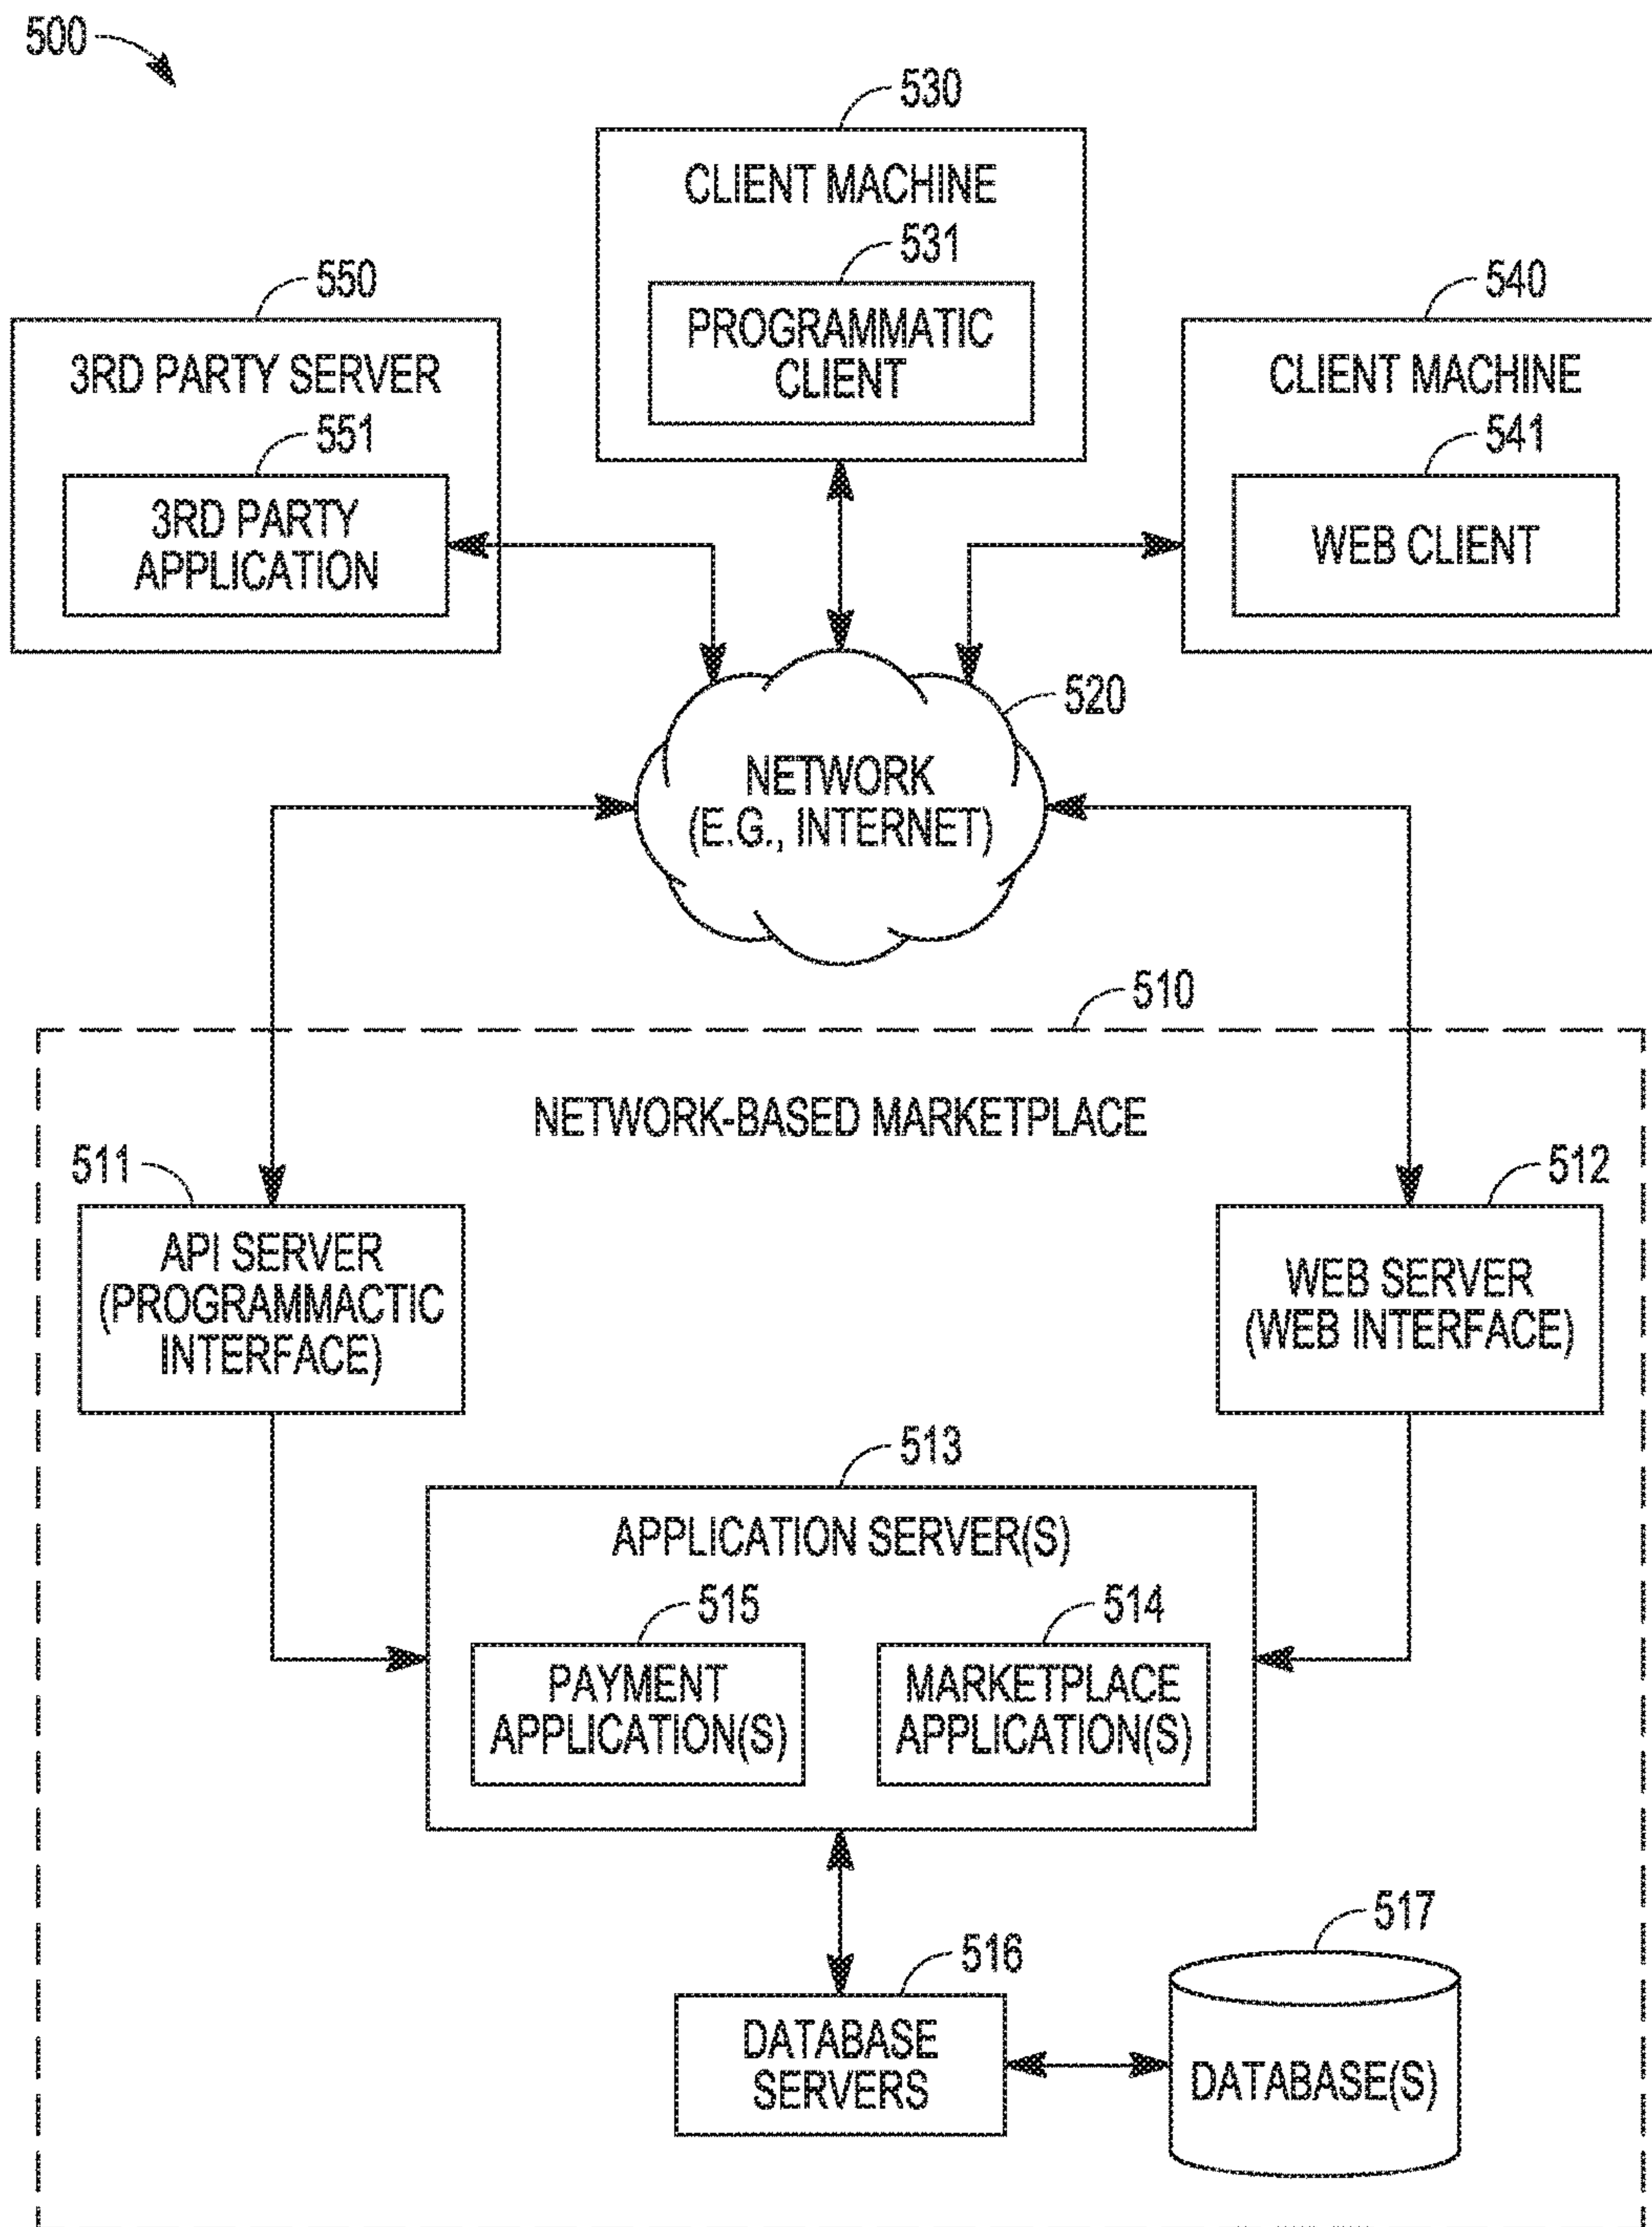 500
530
CLIENT MACHINE
531
PROGRAMMATIC
CLIENT
550
3RD PARTY SERVER
551
3RD PARTY
APPLICATION
540
CLIENT MACHINE
541
WEB CLIENT
520
NETWORK
(E.G., INTERNET)
510
NETWORK-BASED MARKETPLACE
511
API SERVER
(PROGRAMMACTIC
INTERFACE)
512
WEB SERVER
(WEB INTERFACE)
513
APPLICATION SERVER(S)
515
PAYMENT
APPLICATION(S)
514
MARKETPLACE
APPLICATION(S)
516
DATABASE
SERVERS
517
DATABASE(S)